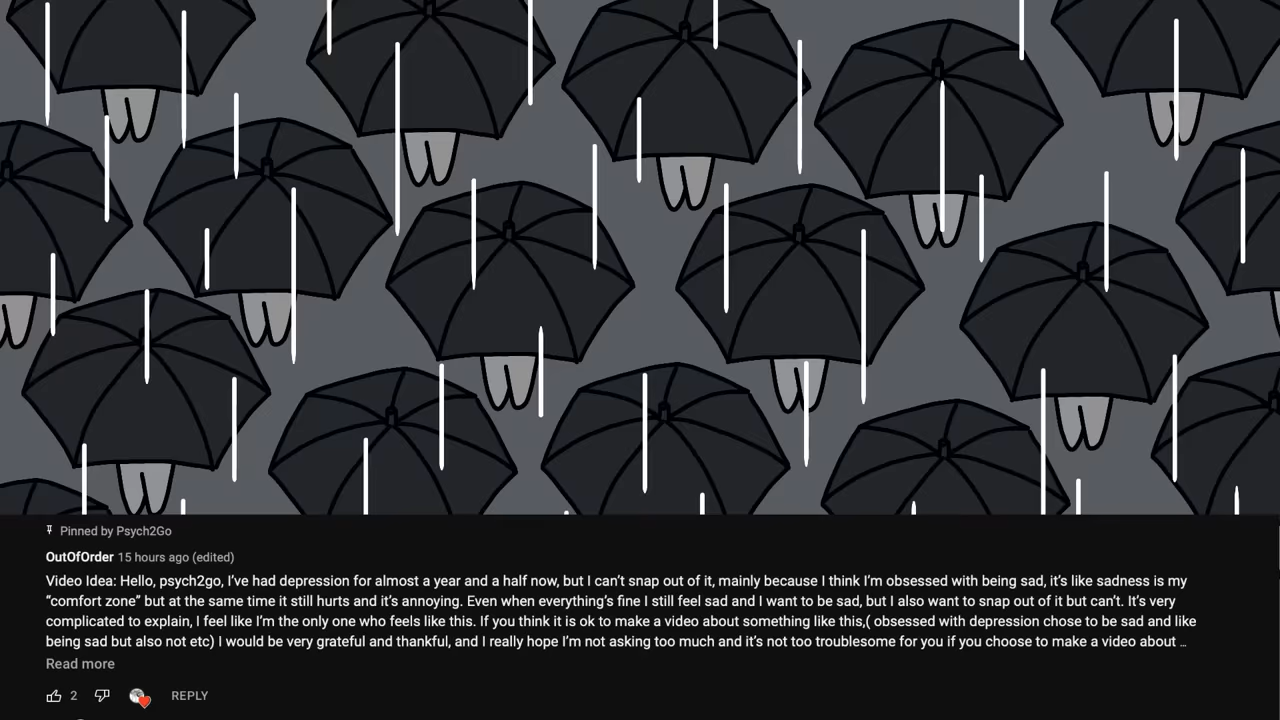 Pinned by Psych2Go
OutOfOrder 15 hours ago (edited)
Video Idea: Hello, psych2go, I’ve had depression for almost a year and a half now, but I can’t snap out of it, mainly because I think I’m obsessed with being sad, it’s like sadness is my
“comfort zone” but at the same time it still hurts and it’s annoying. Even when everything’s fine I still feel sad and I want to be sad, but I also want to snap out of it but can’t. It’s very
complicated to explain, I feel like I’m the only one who feels like this. If you think it is ok to make a video about something like this,( obsessed with depression chose to be sad and like
being sad but also not etc) I would be very grateful and thankful, and I really hope I’m not asking too much and it’s not too troublesome for you if you choose to make a video about ...
Read more
2 REPLY